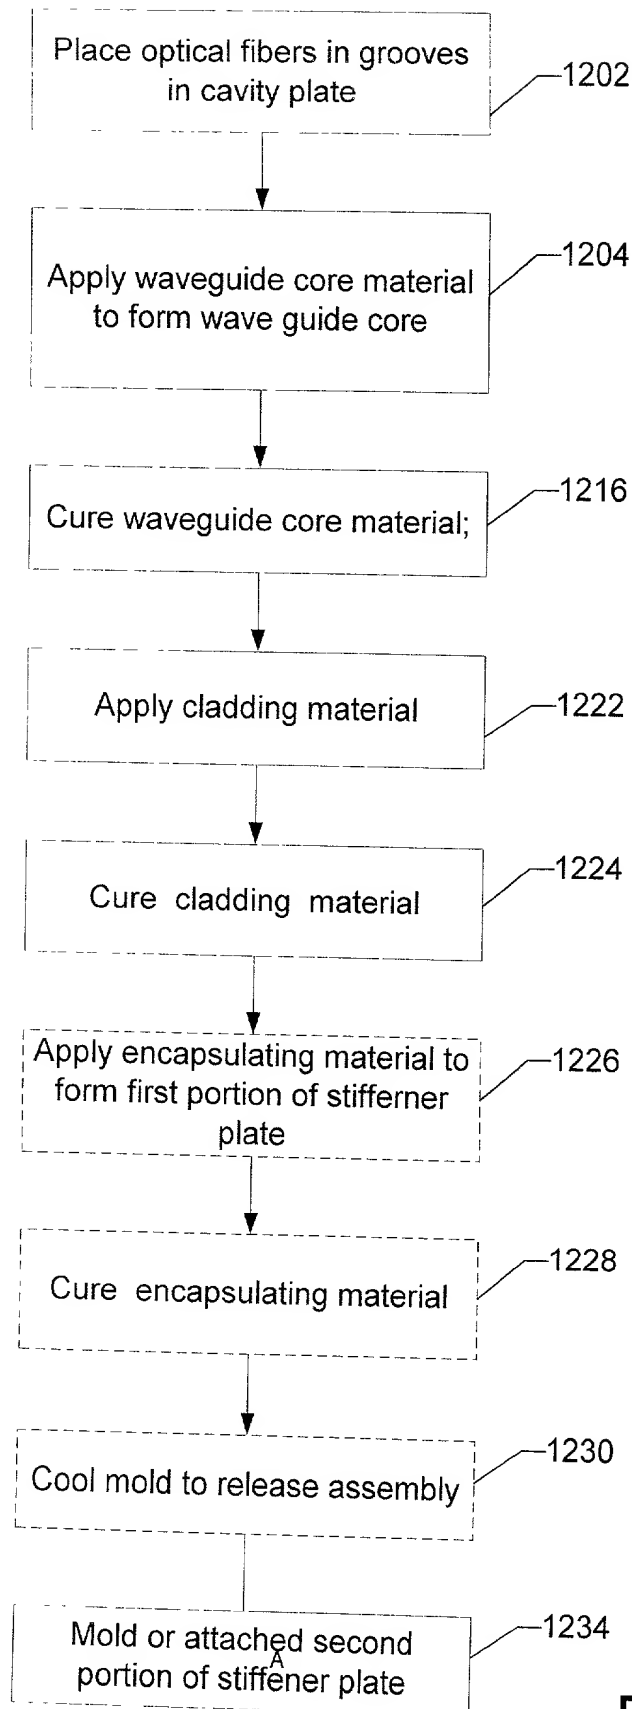 Place optical fibers in grooves
in cavity plate
1202
Apply waveguide core material
to form wave guide core
1204
Cure waveguide core material;
1216
Apply cladding material
1222
Cure cladding material
1224
Apply encapsulating material to
form first portion of stifferner
plate
1226
Cure encapsulating material
1228
Cool mold to release assembly
1230
Mold or attached second
A
portion of stiffener plate
1234